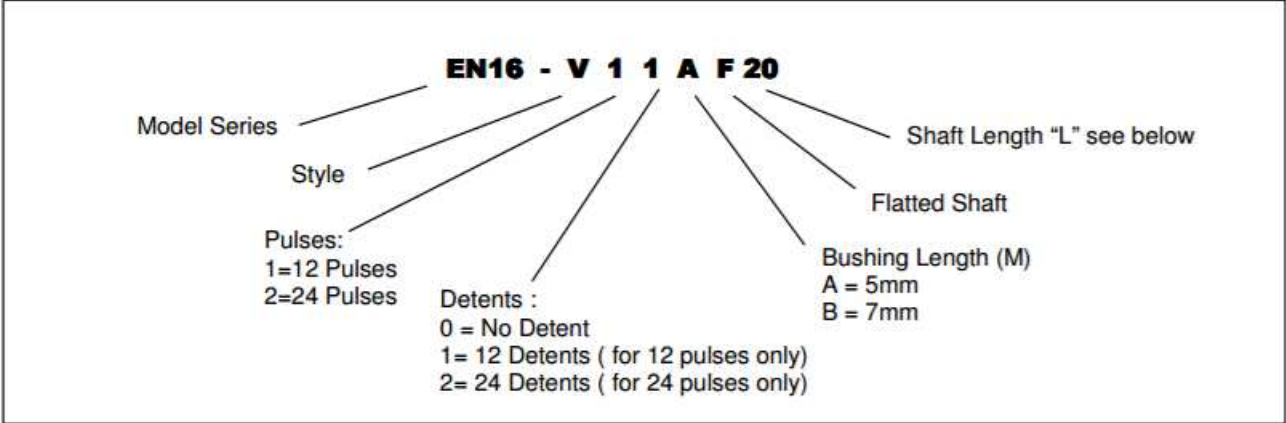 EN16 - V 1 1 A F 20
Model Series
Style
Pulses:
1=12 Pulses
2=24 Pulses
Detents :
0 = No Detent
1= 12 Detents ( for 12 pulses only)
2= 24 Detents ( for 24 pulses only)
Bushing Length (M)
A = 5mm
B = 7mm
Flatted Shaft
Shaft Length “L” see below